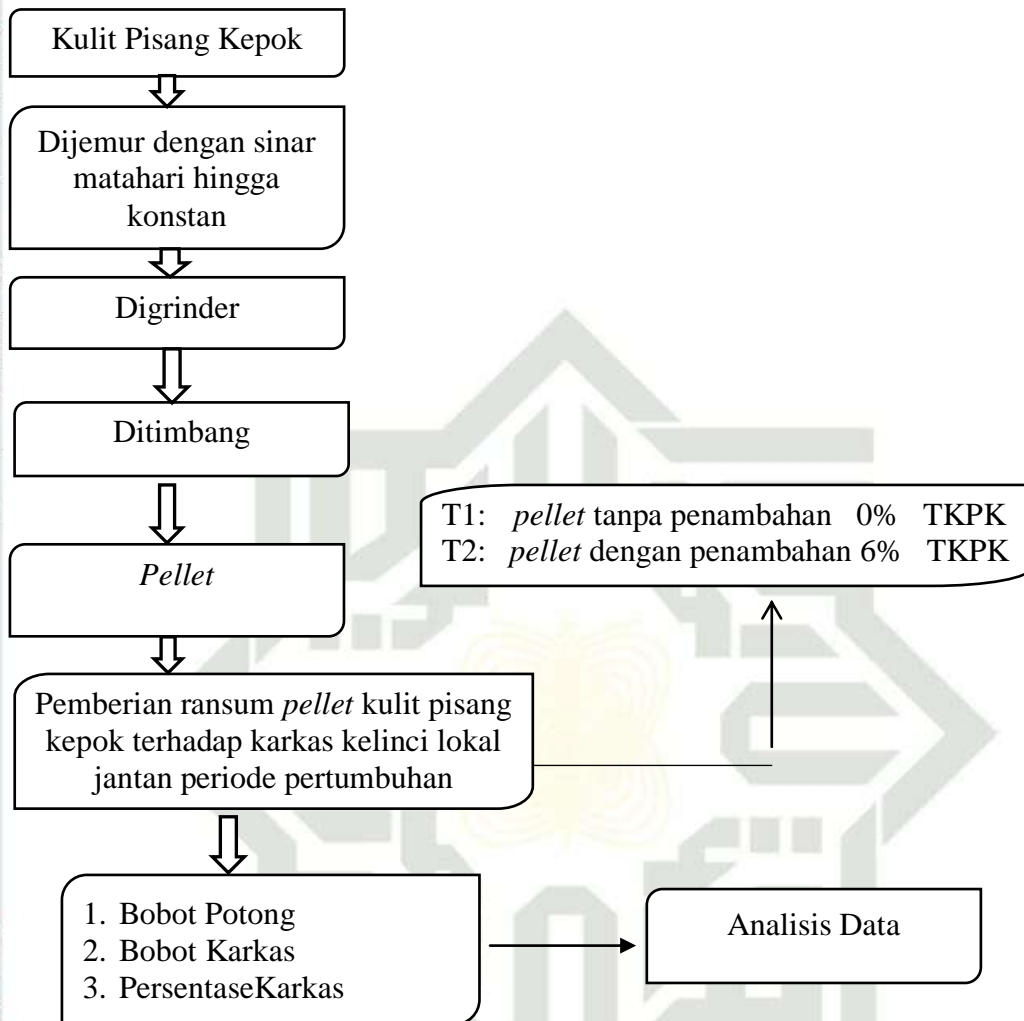 Kulit Pisang Kepok
Dijemur dengan sinar
matahari hingga
konstan
Digrinder
Ditimbang
Pellet
T1: pellet tanpa penambahan 0% TKPK
T2: pellet dengan penambahan 6% TKPK
Pemberian ransum pellet kulit pisang
kepok terhadap karkas kelinci lokal
jantan periode pertumbuhan
1. Bobot Potong
2. Bobot Karkas
3. PersentaseKarkas
Analisis Data